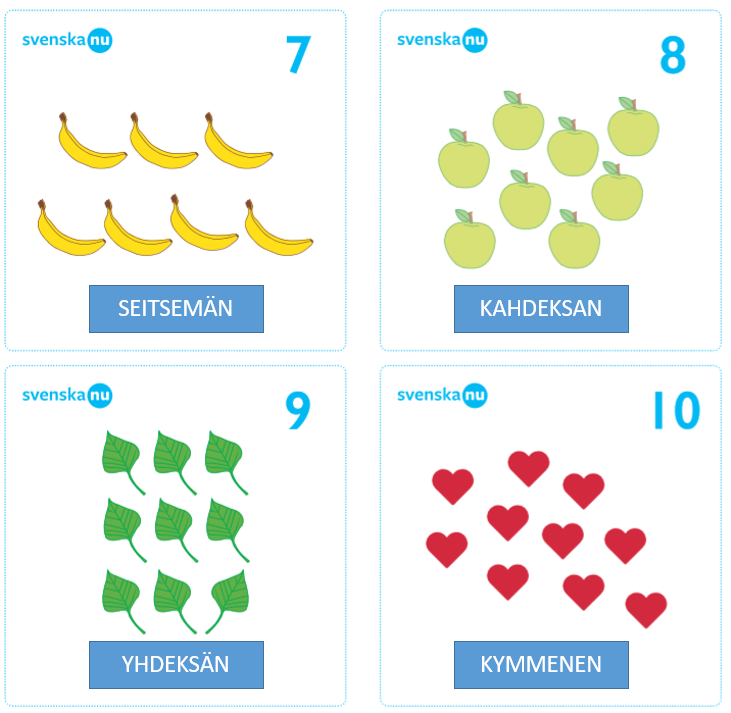 svenska nu
7
SEITSEMÄN
svenska nu
8
KAHDEKSAN
svenska nu
9
YHDEKSÄN
svenska nu
10
KYMMENEN